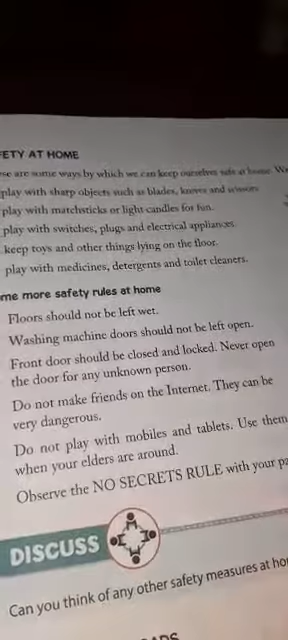 ETY AT HOME
se are some ways by which we can keep ourselves safe at home. We
play with sharp objects such as blades, knives and scissors.
play with matchsticks or light candles for fun.
play with switches, plugs and electrical appliances.
keep toys and other things lying on the floor.
play with medicines, detergents and toilet cleaners.
me more safety rules at home
Floors should not be left wet.
Washing machine doors should not be left open.
Front door should be closed and locked. Never open
the door for any unknown person.
Do not make friends on the Internet. They can be
very dangerous.
Do not play with mobiles and tablets. Use them
when your elders are around.
Observe the NO SECRETS RULE with your pa
DISCUSS
Can you think of any other safety measures at ho